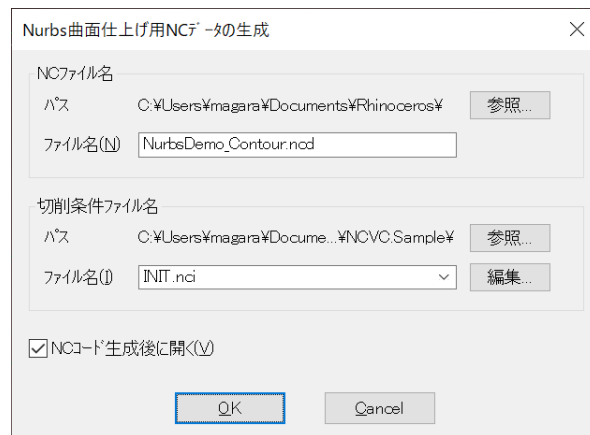 Nurbs曲面仕上げ用NCﾃﾞｰﾀの生成
NCﾌｧｲﾙ名
ﾊﾟｽ C:¥Users¥magara¥Documents¥Rhinoceros¥ 参照...
ﾌｧｲﾙ名(N) NurbsDemo_Contour.ncd
切削条件ﾌｧｲﾙ名
ﾊﾟｽ C:¥Users¥magara¥Docume...¥NCVC.Sample¥ 参照...
ﾌｧｲﾙ名(I) INIT.nci 編集...
NCｺｰﾄﾞ生成後に開く(V)
OK Cancel